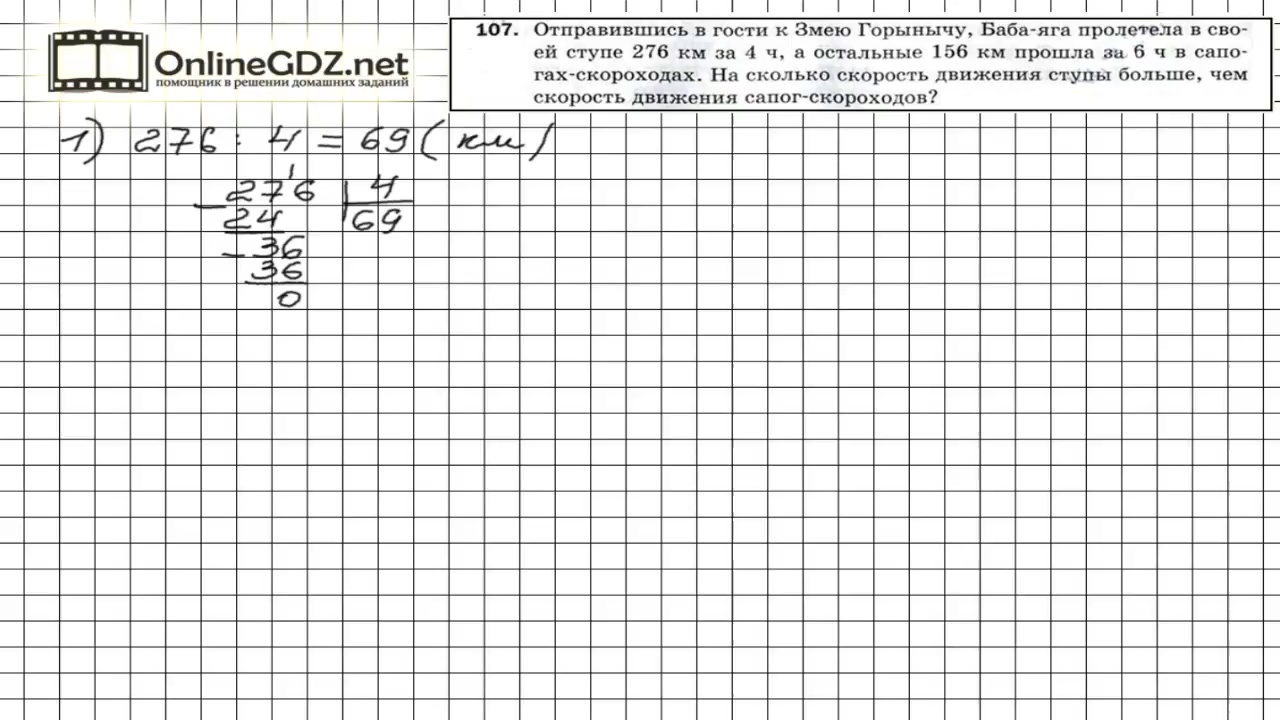 OnlineGDZ.net
помощник в решении домашних заданий
107. Отправившись в гости к Змею Горынычу, Баба-яга пролетела в сво-
ей ступе 276 км за 4 ч, а остальные 156 км прошла за 6 ч в сапо-
гах-скороходах. На сколько скорость движения ступы больше, чем
скорость движения сапог-скороходов?
1) 276 : 4 = 69 (км)
276 4
24 69
36
36
0